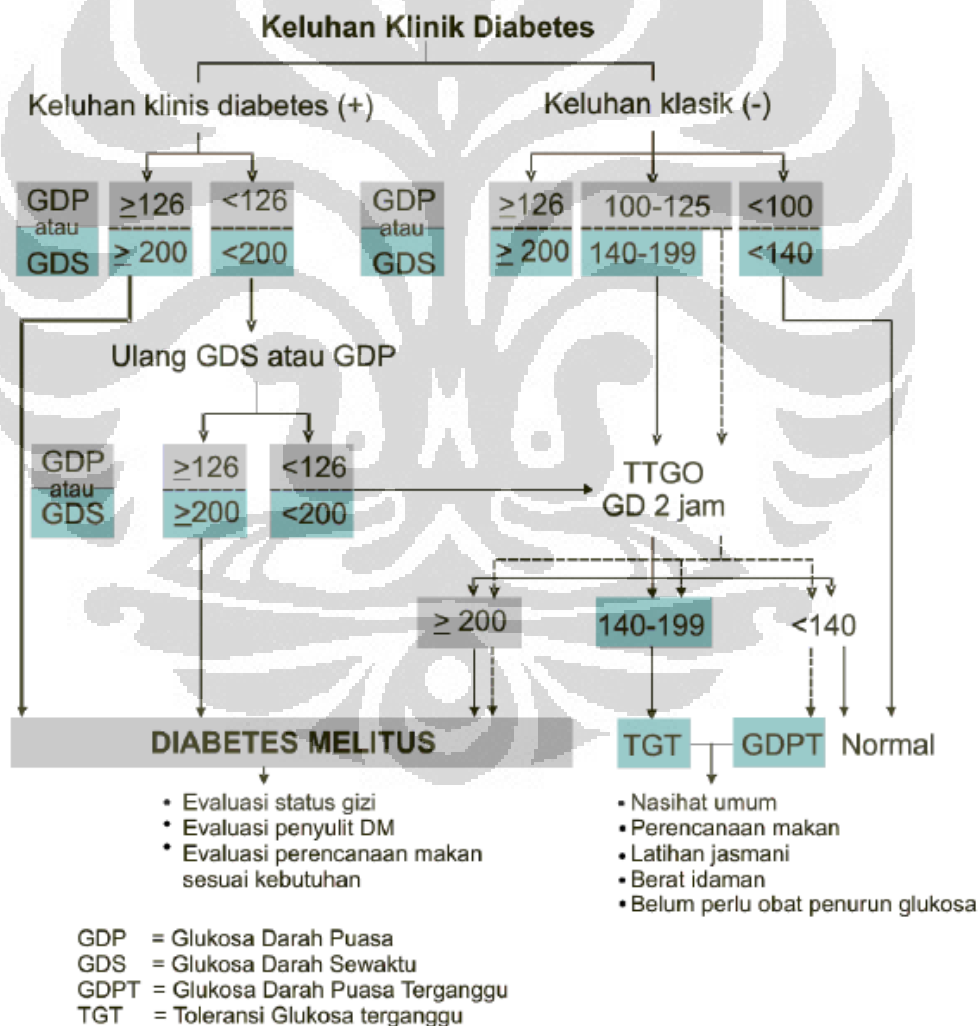 Keluhan Klinik Diabetes
Keluhan klinis diabetes (+)
Keluhan klasik (-)
GDP
atau
GDS
≥126
≥ 200
<126
<200
GDP
atau
GDS
≥126
≥ 200
100-125
140-199
<100
<140
Ulang GDS atau GDP
GDP
atau
GDS
≥126
≥200
<126
<200
TTGO
GD 2 jam
≥ 200
140-199
<140
DIABETES MELITUS
TGT
GDPT
Normal
• Evaluasi status gizi
• Evaluasi penyulit DM
• Evaluasi perencanaan makan
sesuai kebutuhan
• Nasihat umum
• Perencanaan makan
• Latihan jasmani
• Berat idaman
• Belum perlu obat penurun glukosa
GDP = Glukosa Darah Puasa
GDS = Glukosa Darah Sewaktu
GDPT = Glukosa Darah Puasa Terganggu
TGT = Toleransi Glukosa terganggu